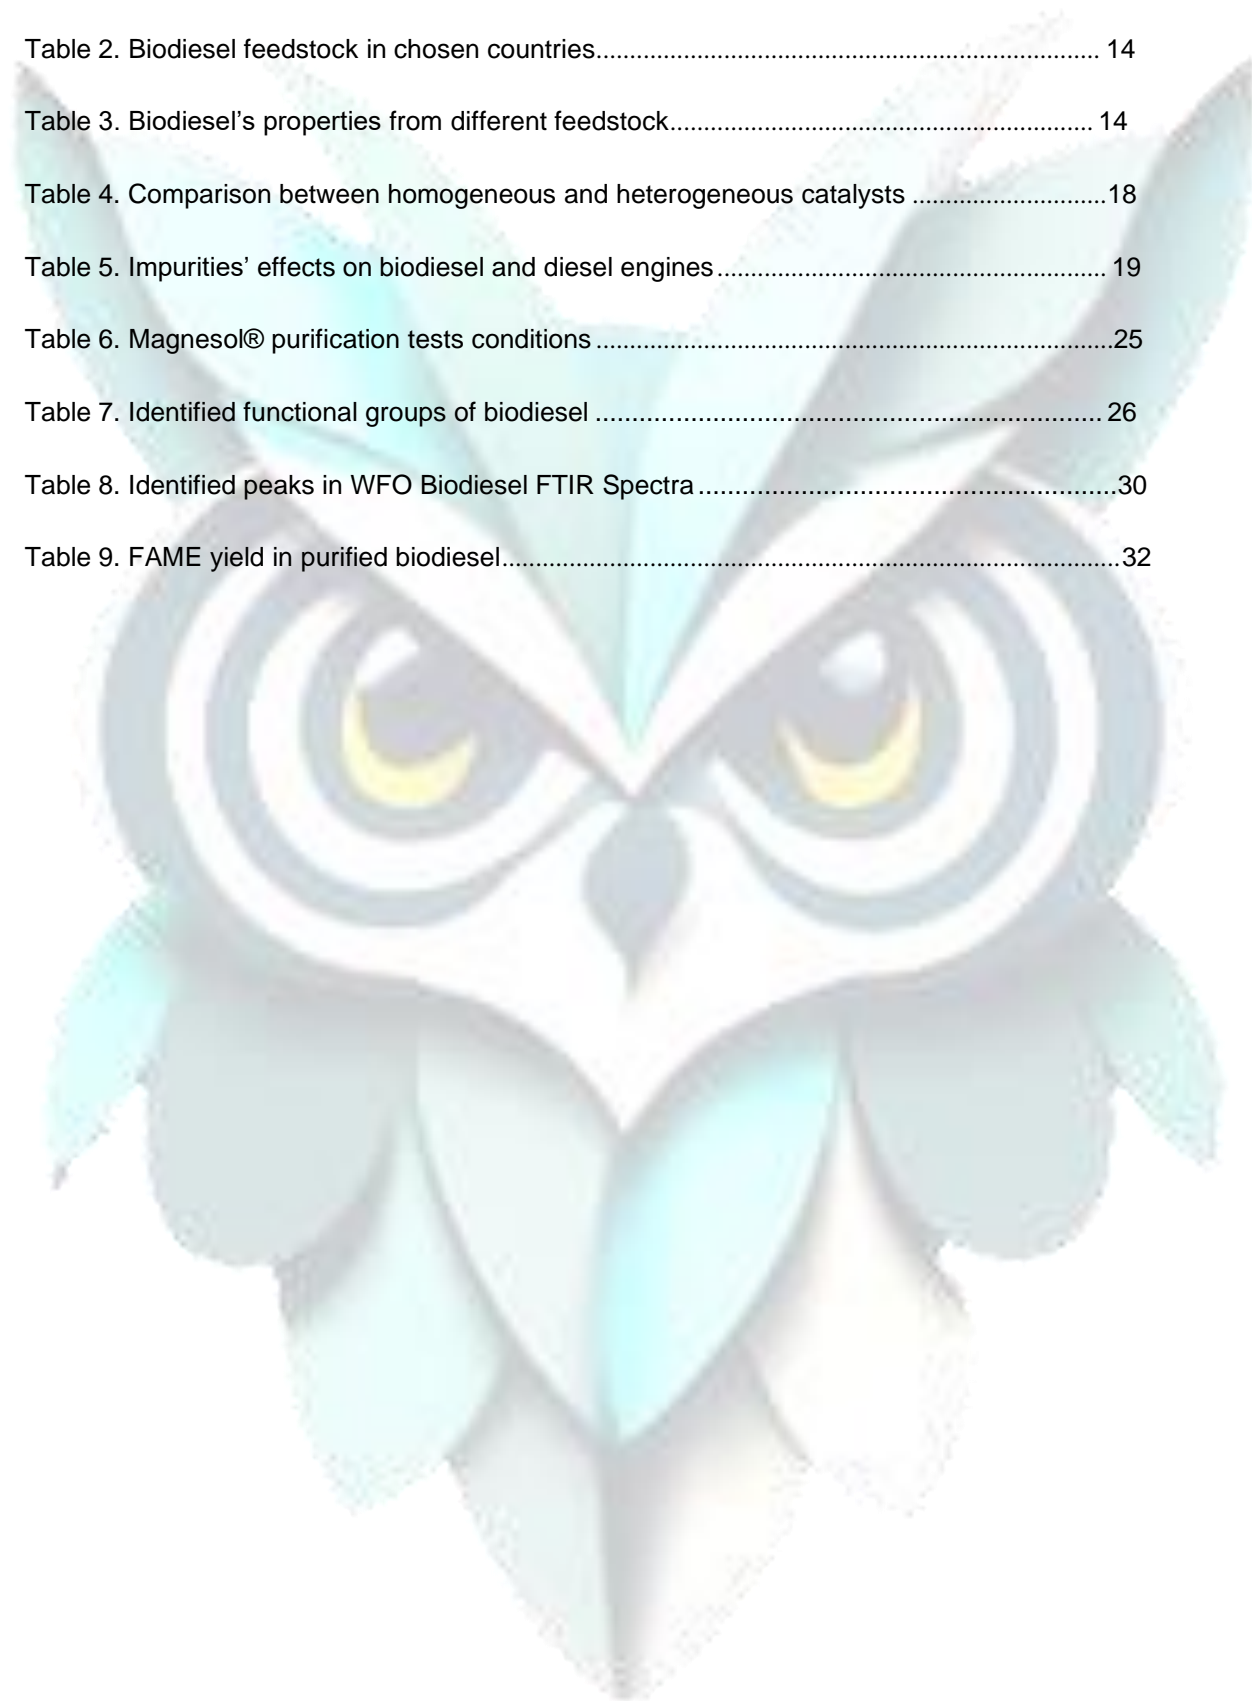 Table 2. Biodiesel feedstock in chosen countries........................................................................... 14
Table 3. Biodiesel’s properties from different feedstock............................................................... 14
Table 4. Comparison between homogeneous and heterogeneous catalysts .............................18
Table 5. Impurities’ effects on biodiesel and diesel engines.......................................................... 19
Table 6. Magnesol® purification tests conditions.............................................................................25
Table 7. Identified functional groups of biodiesel ............................................................................ 26
Table 8. Identified peaks in WFO Biodiesel FTIR Spectra..................................................30
Table 9. FAME yield in purified biodiesel............................................................................................32